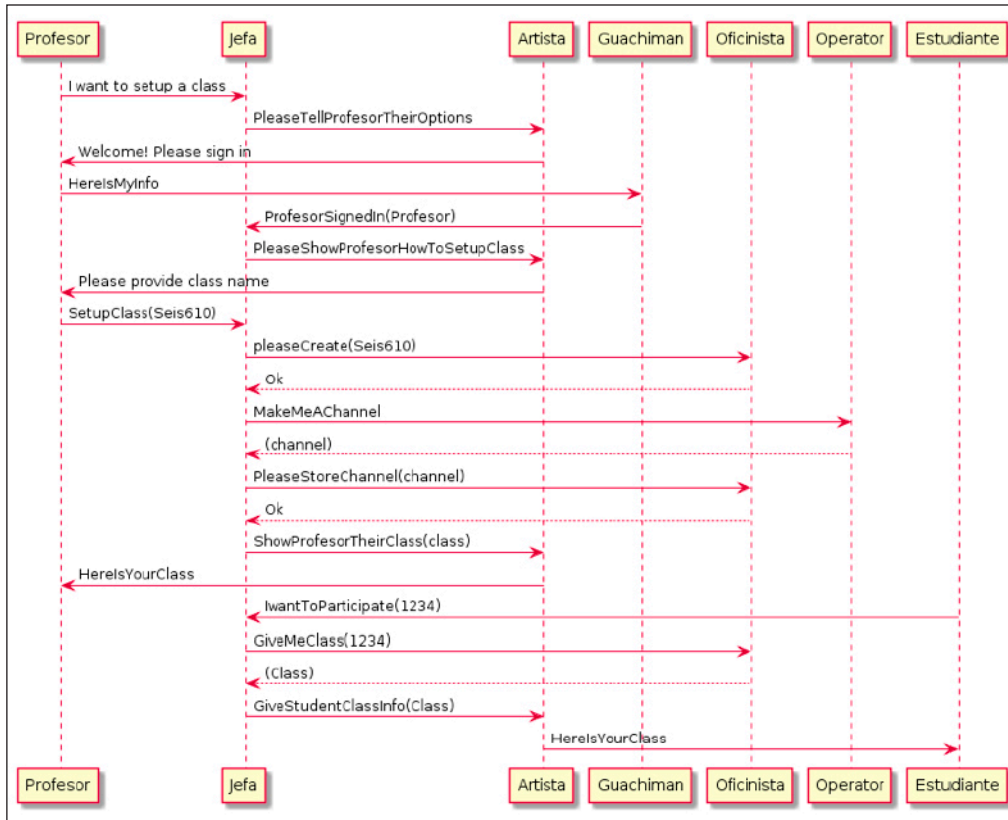 Profesor Jefa Artista Guachiman Oficinista Operator Estudiante
I want to setup a class
PleaseTellProfesorTheirOptions
Welcome! Please sign in
HereIsMyInfo
ProfesorSignedIn(Profesor)
PleaseShowProfesorHowToSetupClass
Please provide class name
SetupClass(Seis610)
pleaseCreate(Seis610)
Ok
MakeMeAChannel
(channel)
PleaseStoreChannel(channel)
Ok
ShowProfesorTheirClass(class)
HereIsYourClass
IwantToParticipate(1234)
GiveMeClass(1234)
(Class)
GiveStudentClassInfo(Class)
HereIsYourClass
Profesor Jefa Artista Guachiman Oficinista Operator Estudiante